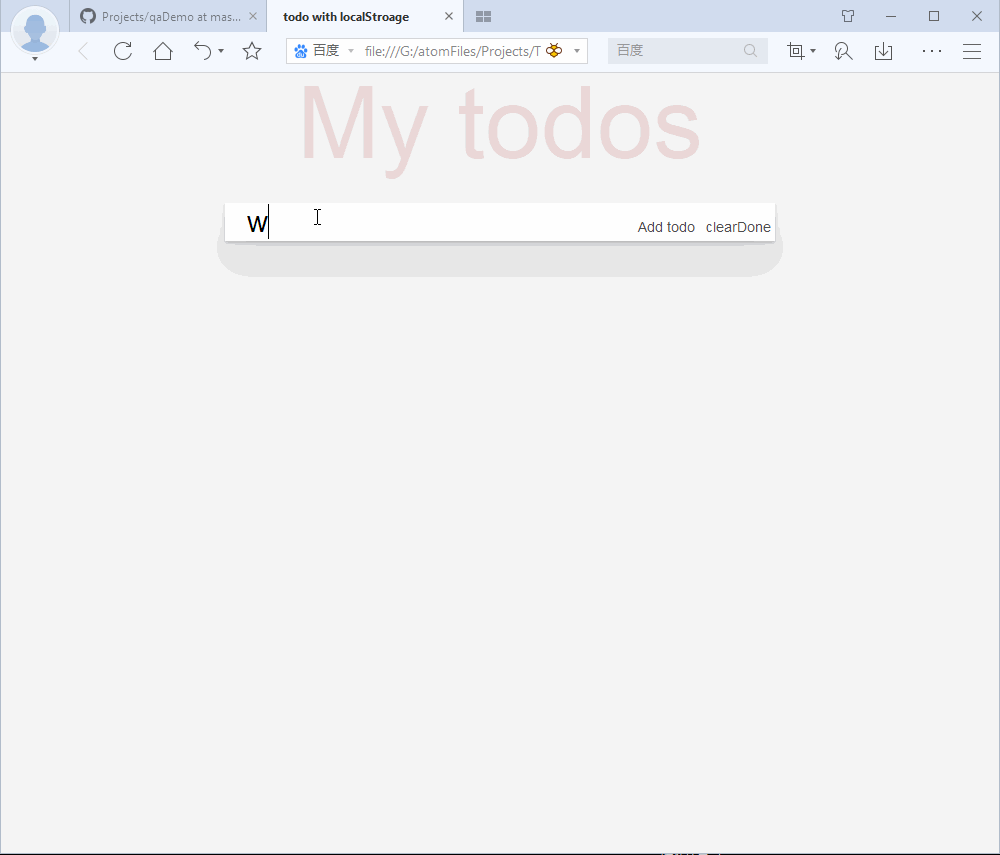 Projects/qaDemo at mas...
todo with localStroage
百度
file:///G:/atomFiles/Projects/T
百度
My todos
W
Add todo
clearDone